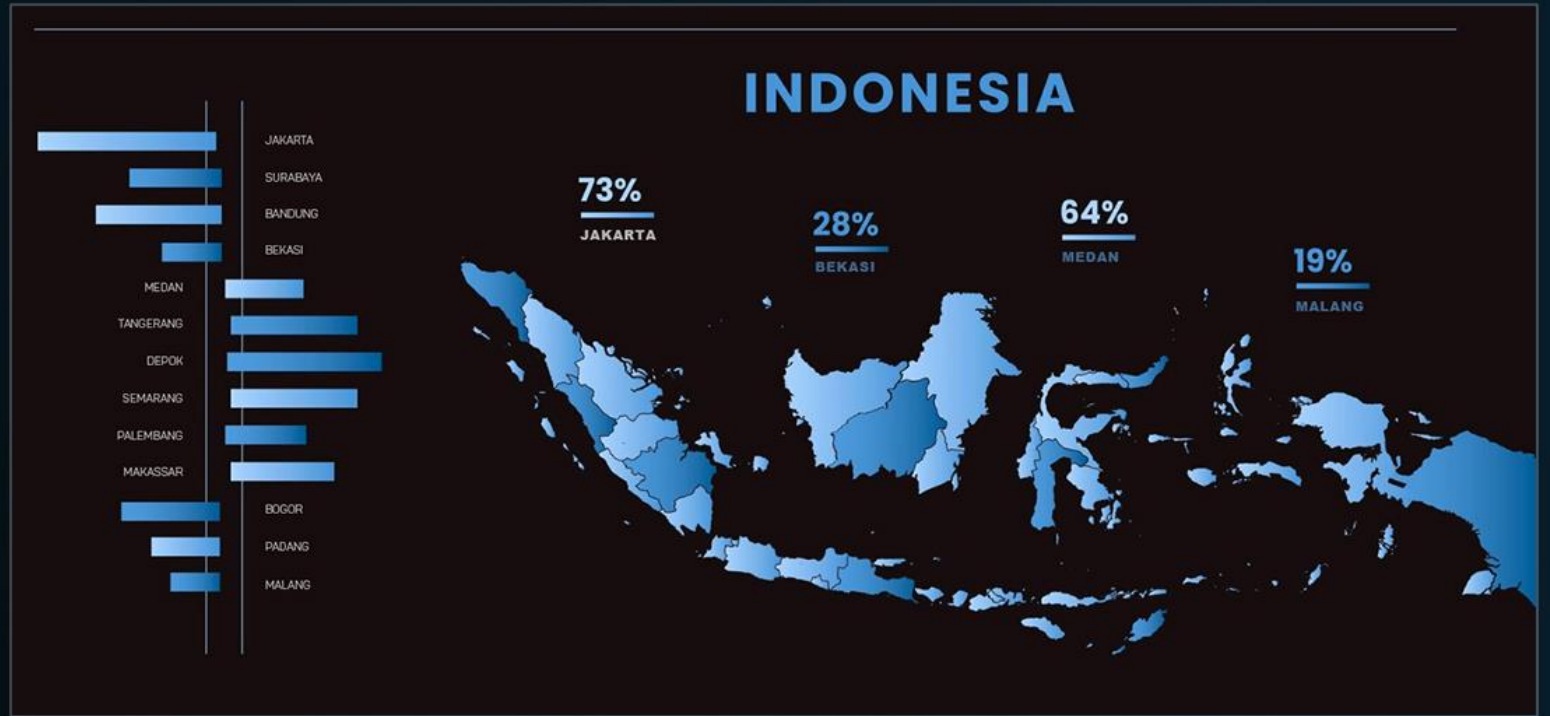 INDONESIA
JAKARTA
SURABAYA
BANDUNG
BEKASI
MEDAN
TANGERANG
DEPOK
SEMARANG
PALEMBANG
MAKASSAR
BOGOR
PADANG
MALANG
73%
JAKARTA
28%
BEKASI
64%
MEDAN
19%
MALANG